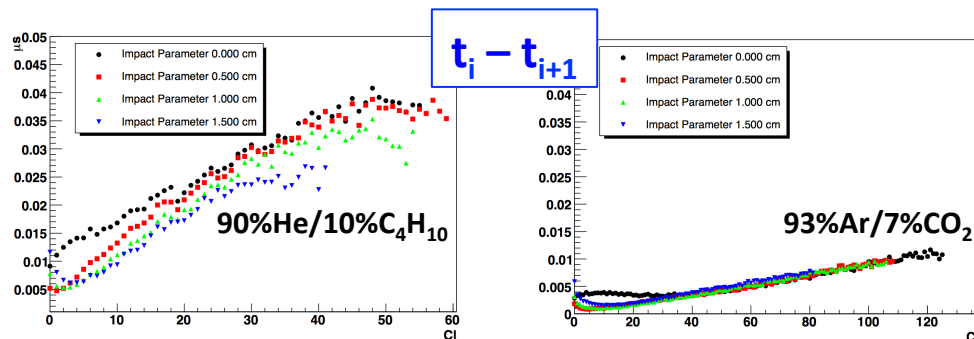 t_i – t_{i+1}
μs
0.05
0.045
0.04
0.035
0.03
0.025
0.02
0.015
0.01
0.005
0
10
20
30
40
50
60
Cl
Impact Parameter 0.000 cm
Impact Parameter 0.500 cm
Impact Parameter 1.000 cm
Impact Parameter 1.500 cm
90%He/10%C₄H₁₀
0.04
0.035
0.03
0.025
0.02
0.015
0.01
0.005
0
0
20
40
60
80
100
120
Impact Parameter 0.000 cm
Impact Parameter 0.500 cm
Impact Parameter 1.000 cm
Impact Parameter 1.500 cm
93%Ar/7%CO₂